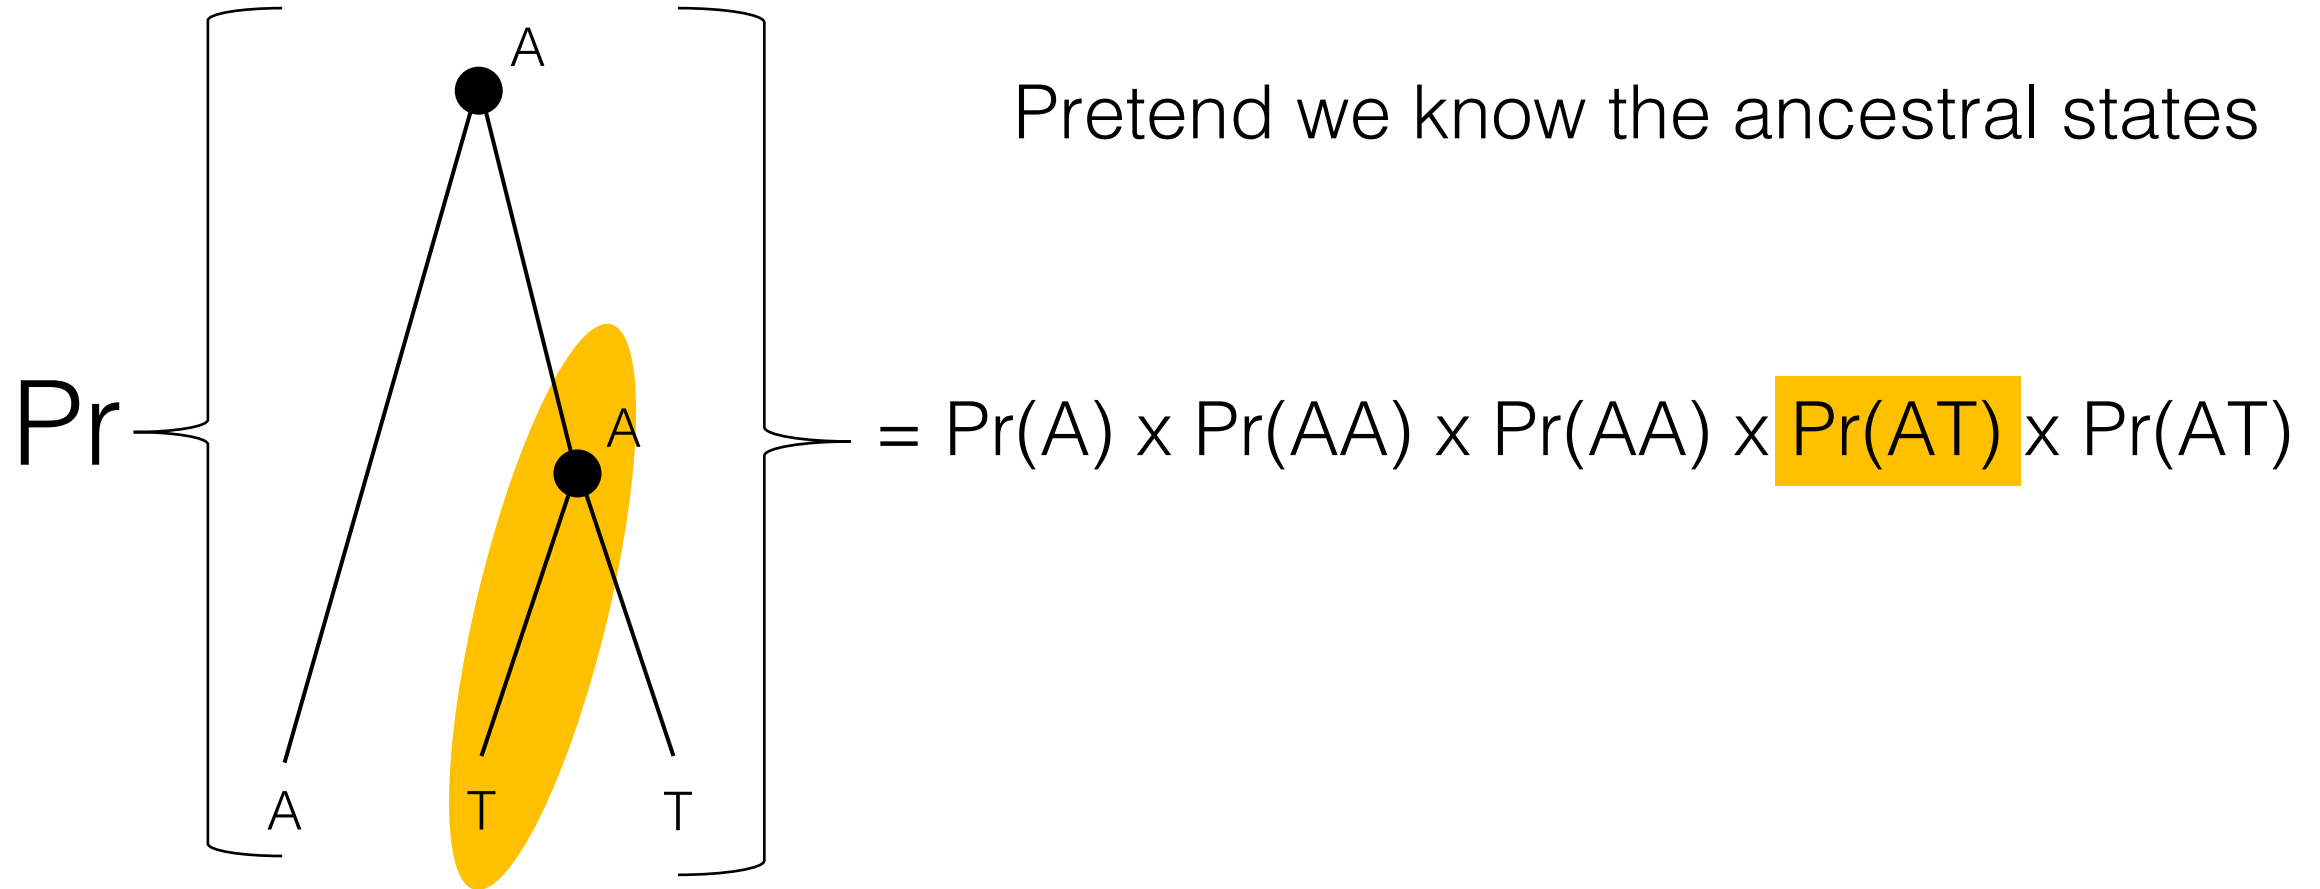 A
Pretend we know the ancestral states
Pr
A
= Pr(A) x Pr(AA) x Pr(AA) x Pr(AT) x Pr(AT)
A T T